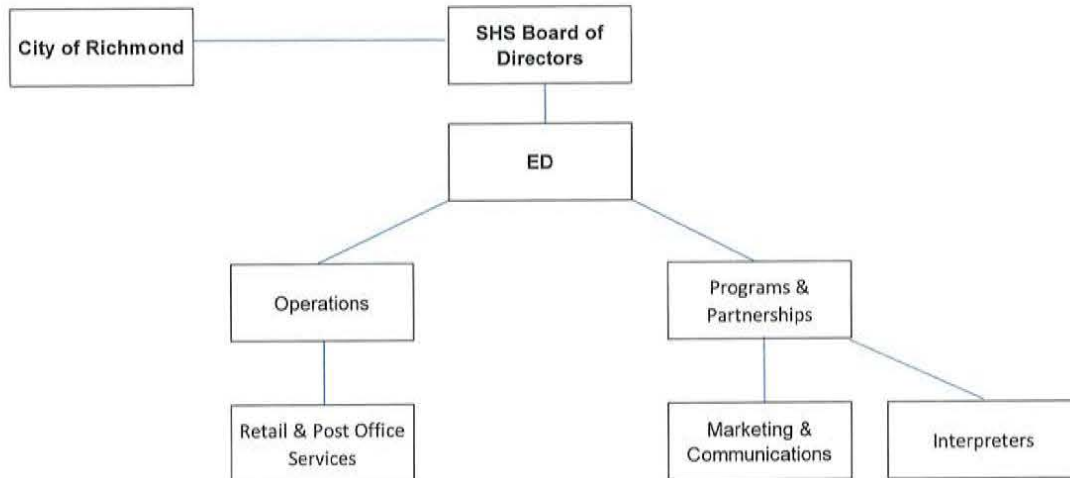 City of Richmond
SHS Board of
Directors
ED
Operations
Programs &
Partnerships
Retail & Post Office
Services
Marketing &
Communications
Interpreters